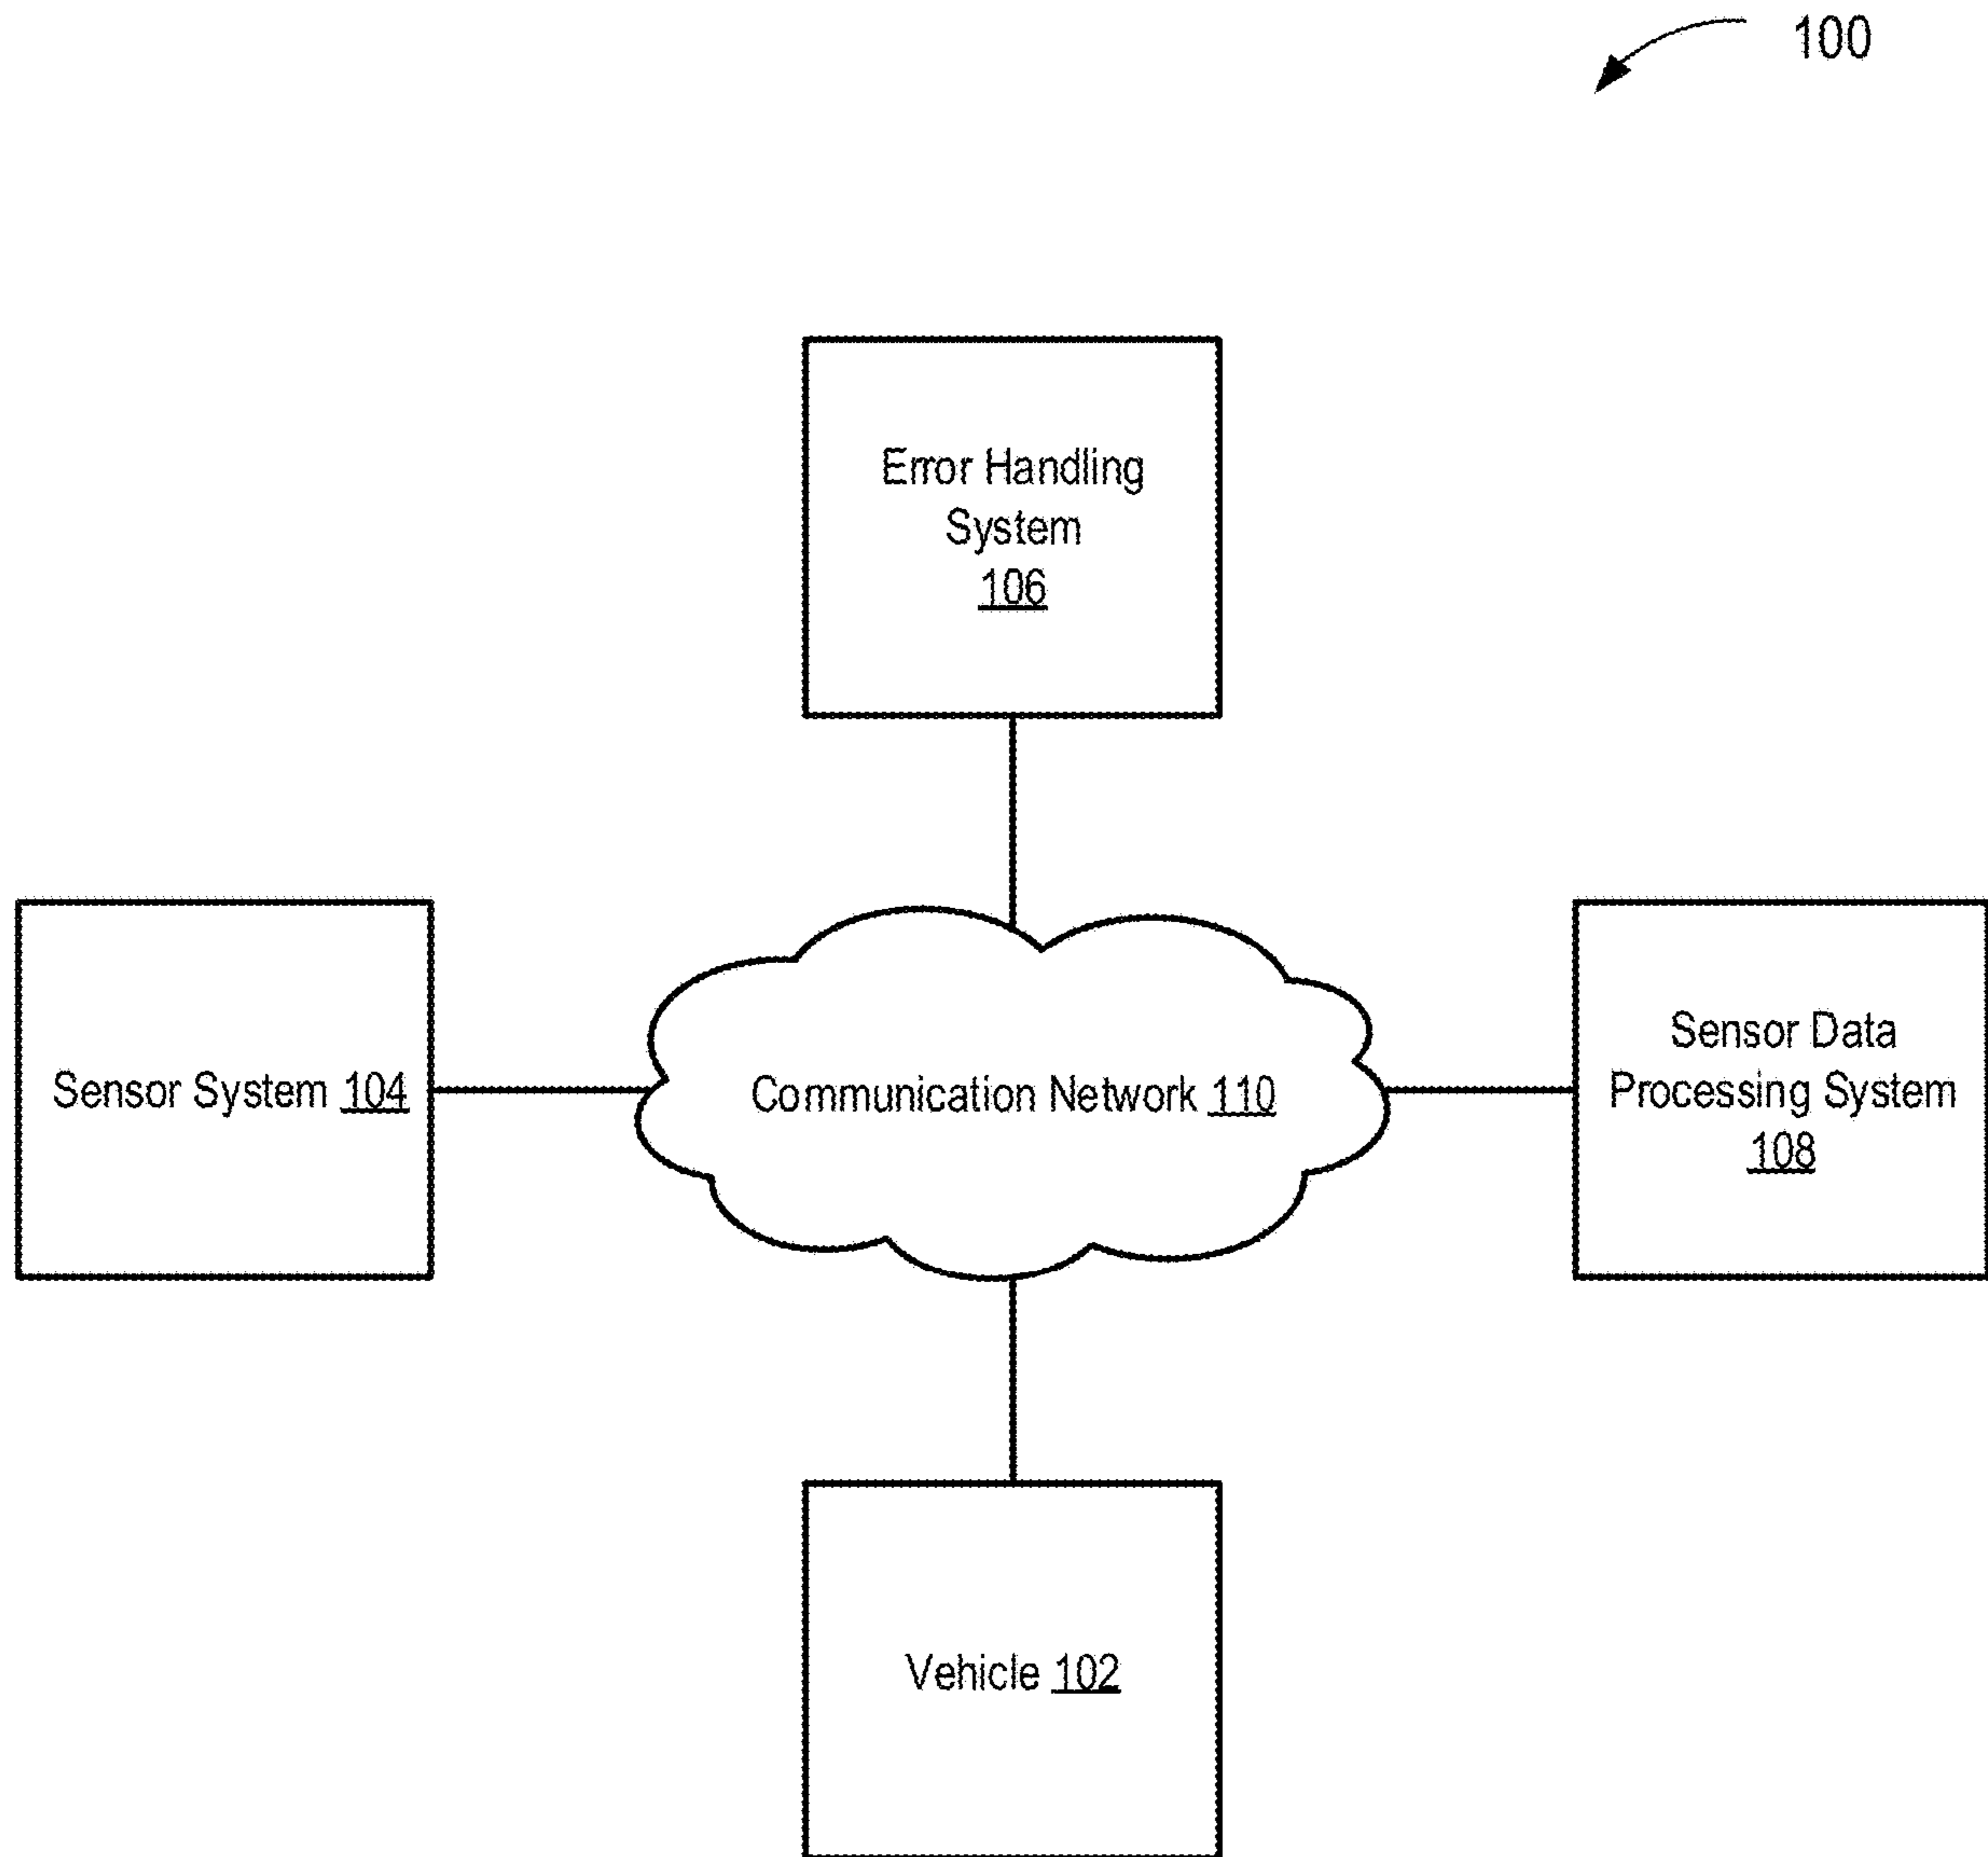 100
Error Handling
System
106
Sensor System 104
Communication Network 110
Sensor Data
Processing System
108
Vehicle 102